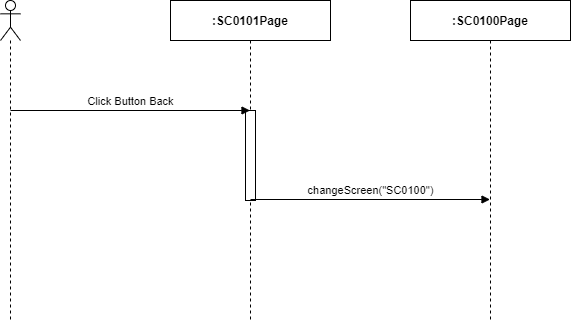 :SC0101Page
:SC0100Page
Click Button Back
changeScreen("SC0100")